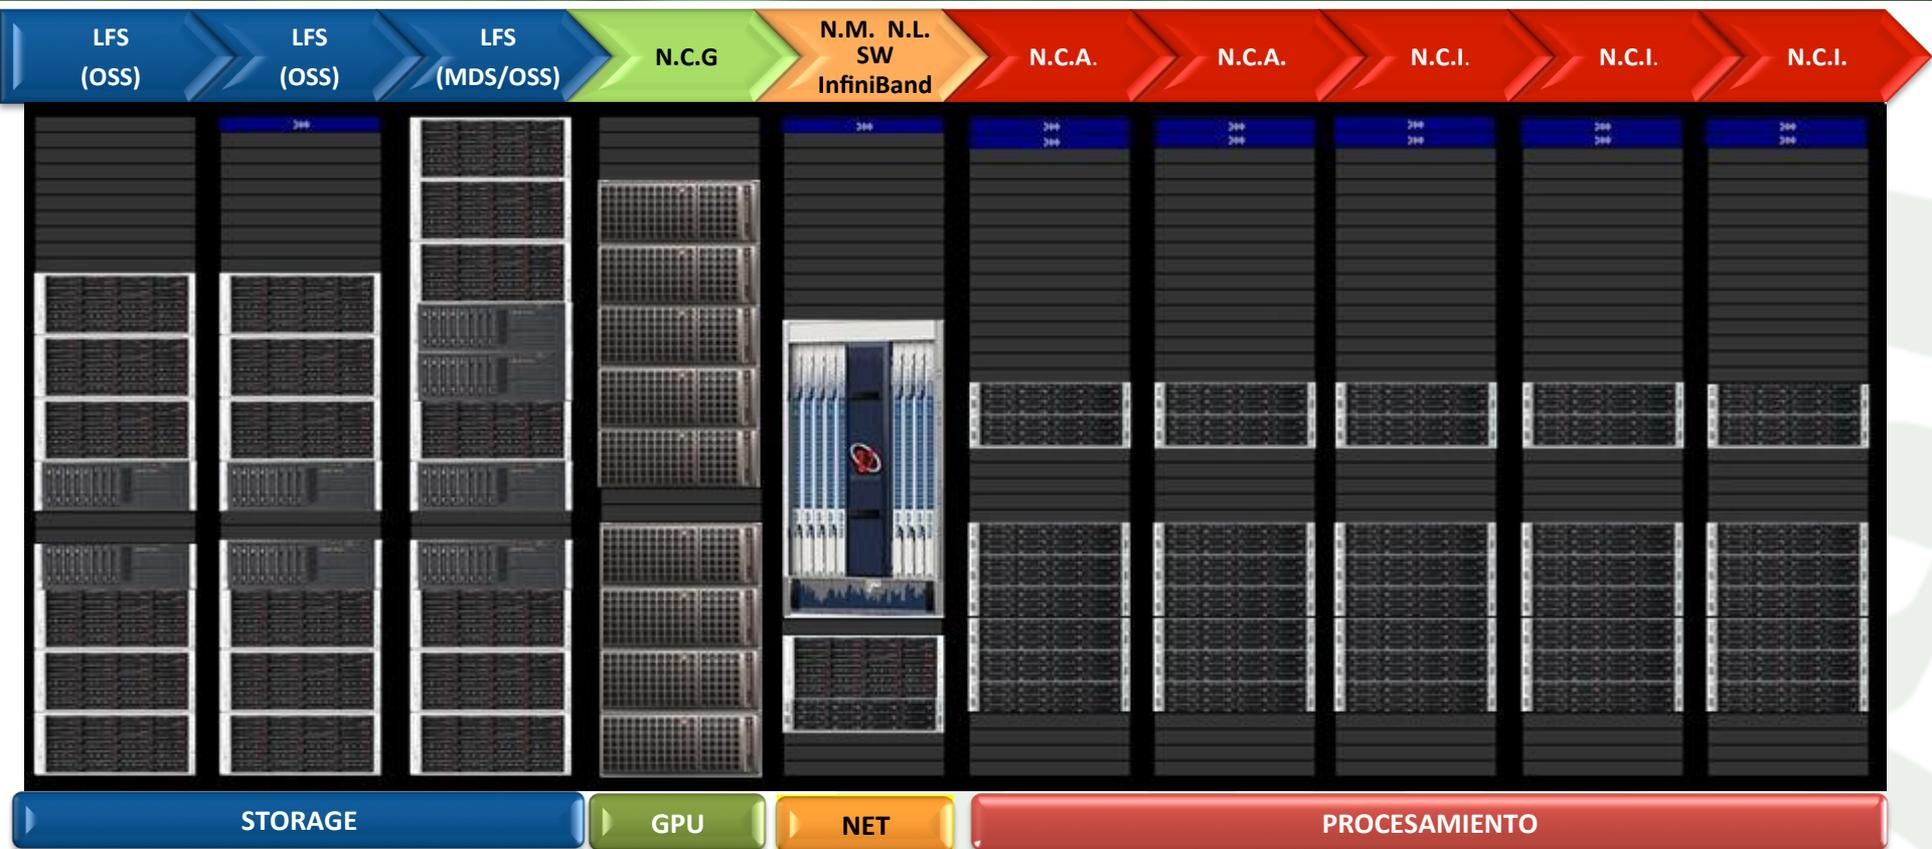 LFS
(OSS)
LFS
(OSS)
LFS
(MDS/OSS)
N.C.G
N.M. N.L.
SW
InfiniBand
N.C.A.
N.C.A.
N.C.I.
N.C.I.
N.C.I.
STORAGE
GPU
NET
PROCESAMIENTO